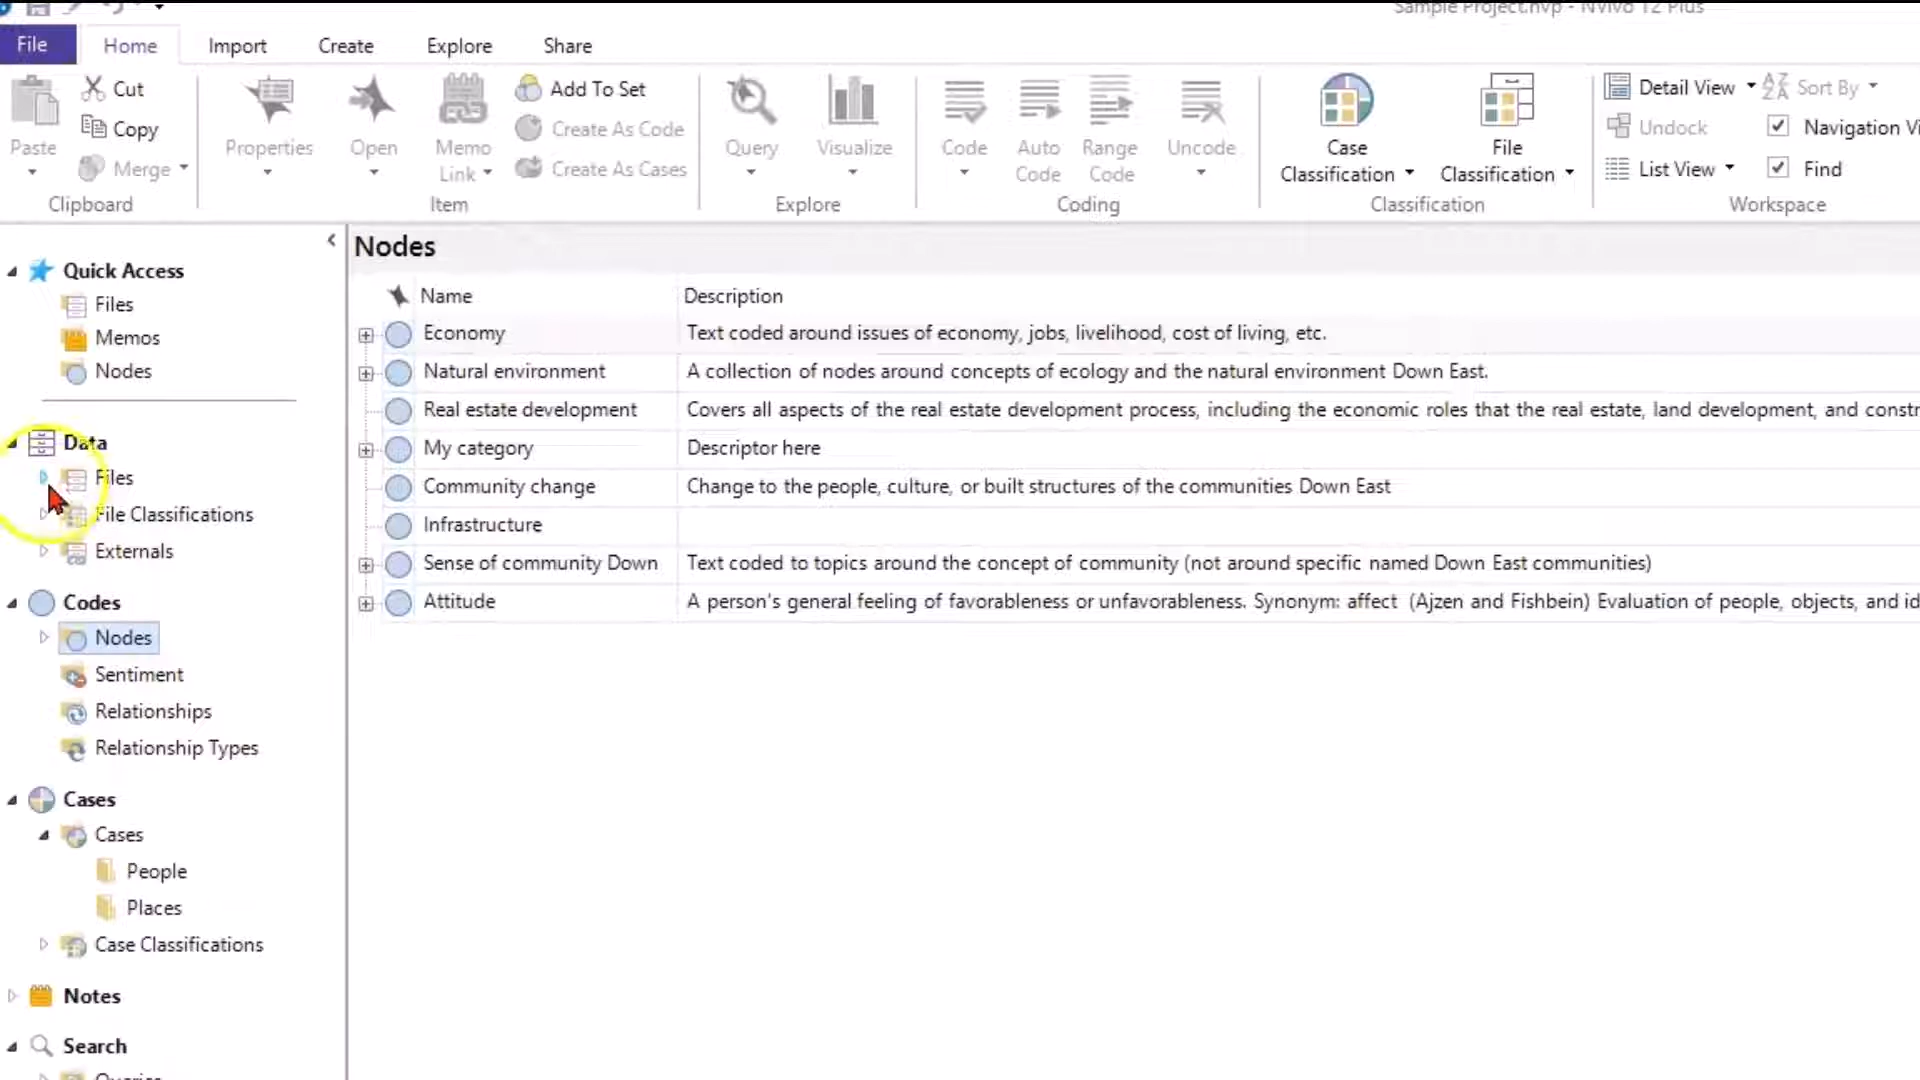 Sample Project.nvp - NVivo 12 Plus
File Home Import Create Explore Share
Paste Cut Copy Merge
Clipboard
Properties Open Memo Link Add To Set Create As Code Create As Cases
Item
Query Visualize
Explore
Code Auto Code Range Code Uncode
Coding
Case Classification File Classification
Classification
Detail View Sort By
Undock Navigation Vi
List View Find
Workspace
Quick Access
Files
Memos
Nodes
Data
Files
File Classifications
Externals
Codes
Nodes
Sentiment
Relationships
Relationship Types
Cases
Cases
People
Places
Case Classifications
Notes
Search
Queries
Nodes
Name Description
Economy Text coded around issues of economy, jobs, livelihood, cost of living, etc.
Natural environment A collection of nodes around concepts of ecology and the natural environment Down East.
Real estate development Covers all aspects of the real estate development process, including the economic roles that the real estate, land development, and constr
My category Descriptor here
Community change Change to the people, culture, or built structures of the communities Down East
Infrastructure
Sense of community Down Text coded to topics around the concept of community (not around specific named Down East communities)
Attitude A person's general feeling of favorableness or unfavorableness. Synonym: affect (Ajzen and Fishbein) Evaluation of people, objects, and id